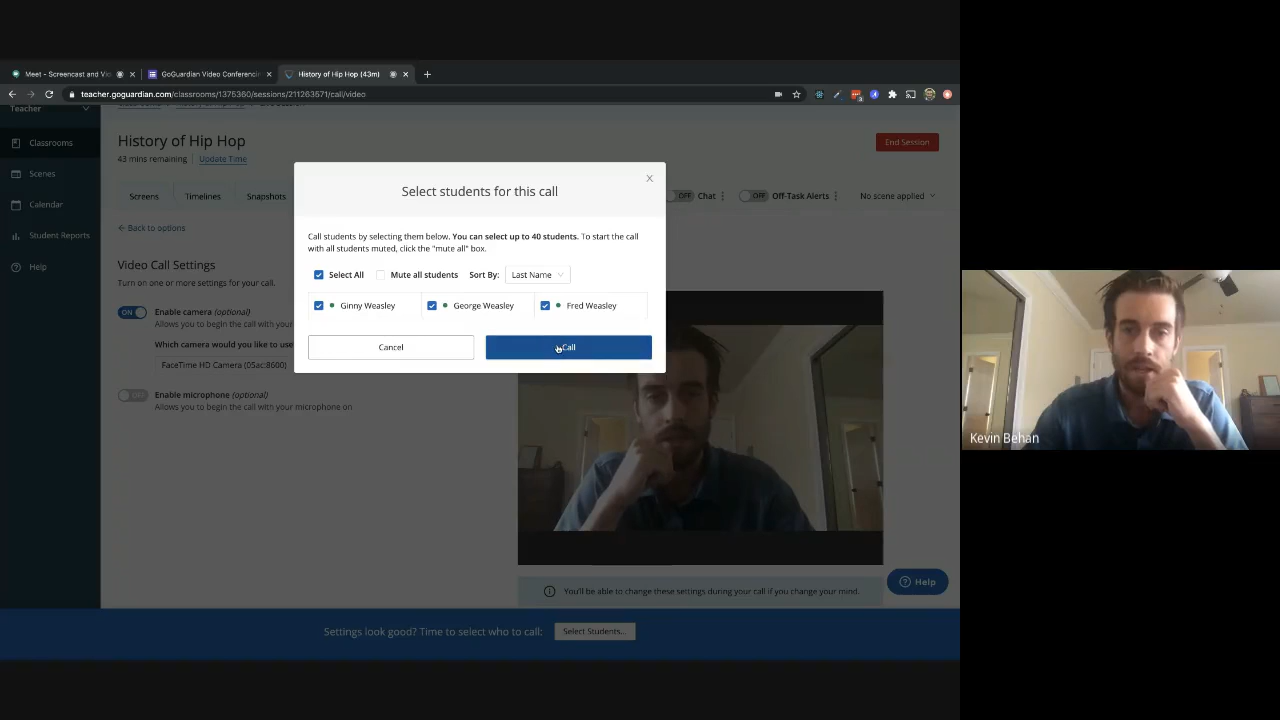 Meet - Screencast and Vi
GoGuardian Video Conferencin
History of Hip Hop (43m)
teacher.goguardian.com/classrooms/1375360/sessions/211263571/call/video
Teacher
Classrooms
Scenes
Calendar
Student Reports
Help
History of Hip Hop
43 mins remaining
Update Time
End Session
Screens
Timelines
Snapshots
OFF
Chat
OFF
Off-Task Alerts
No scene applied
Back to options
Video Call Settings
Turn on one or more settings for your call.
ON
Enable camera (optional)
Allows you to begin the call with your
Which camera would you like to use
FaceTime HD Camera (05ac:8600)
OFF
Enable microphone (optional)
Allows you to begin the call with your microphone on
Select students for this call
Call students by selecting them below. You can select up to 40 students. To start the call
with all students muted, click the "mute all" box.
Select All
Mute all students
Sort By:
Last Name
Ginny Weasley
George Weasley
Fred Weasley
Cancel
Call
You'll be able to change these settings during your call if you change your mind.
Help
Settings look good? Time to select who to call:
Select Students...
Kevin Behan